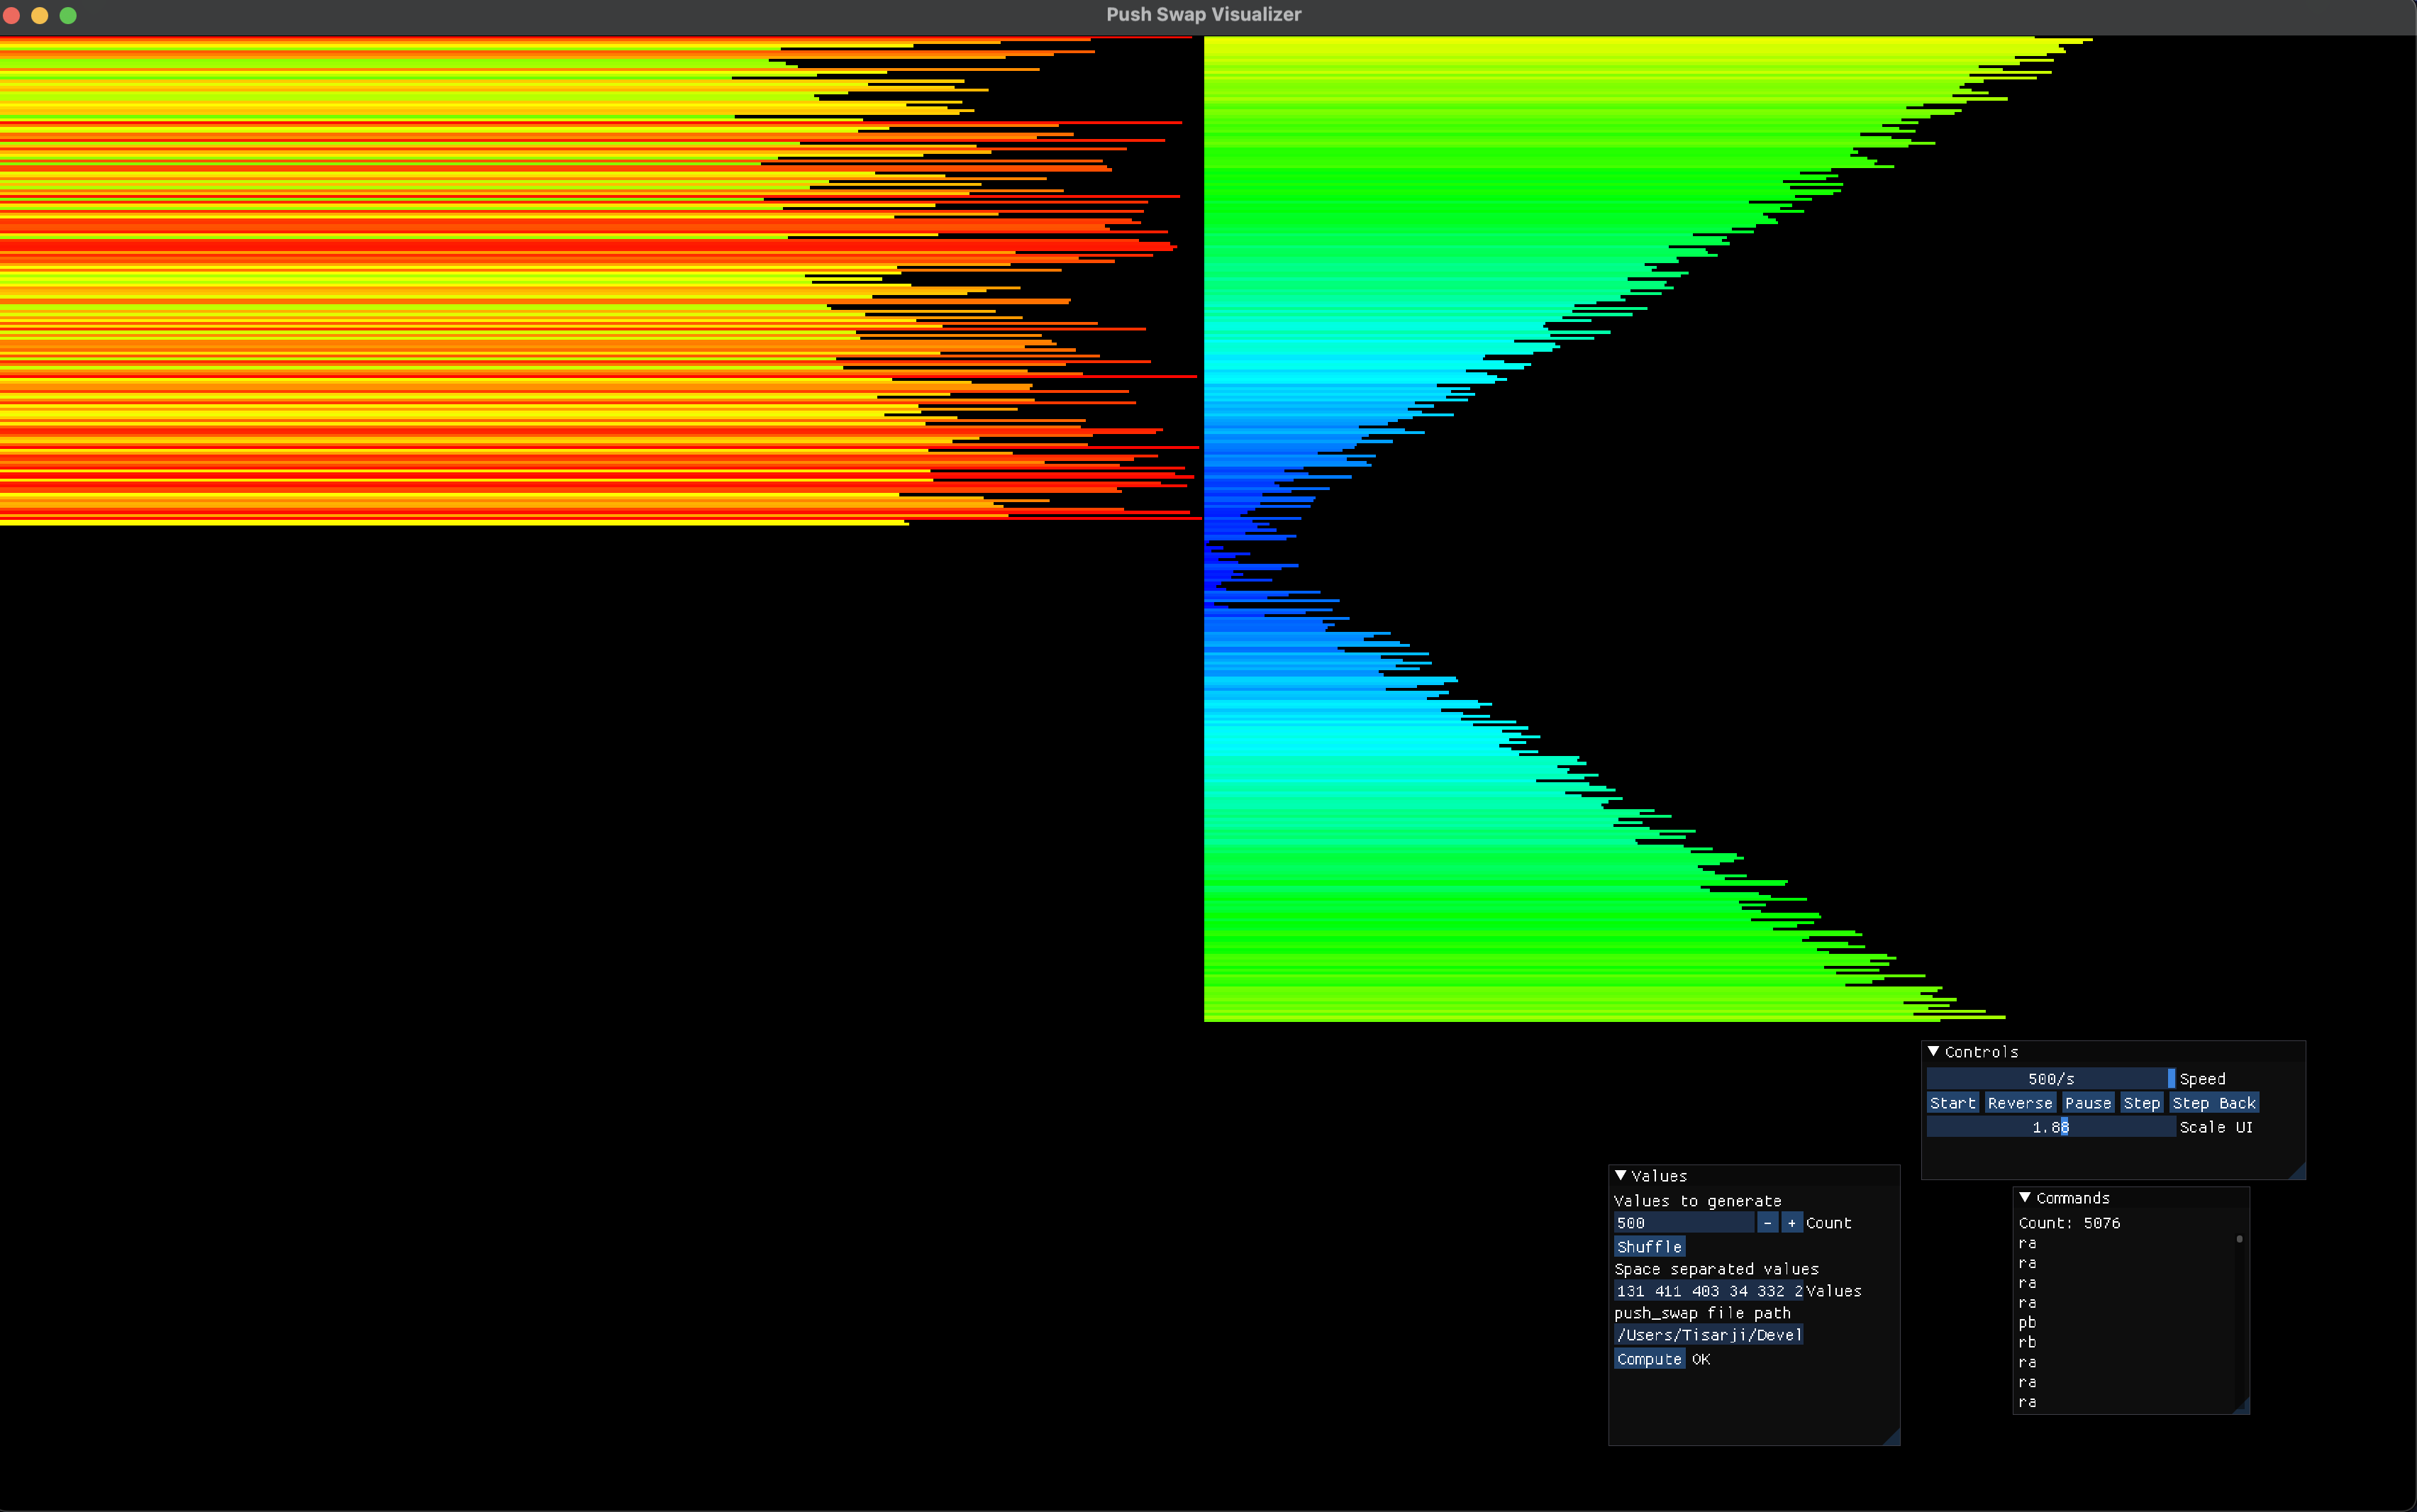 Push Swap Visualizer
Controls
500/s Speed
Start Reverse Pause Step Step Back
1.88 Scale UI
Values
Values to generate
500 - + Count
Shuffle
Space separated values
131 411 403 34 332 2 Values
push_swap file path
/Users/Tisarji/Devel
Compute OK
Commands
Count: 5076
ra
ra
ra
ra
pb
rb
ra
ra
ra